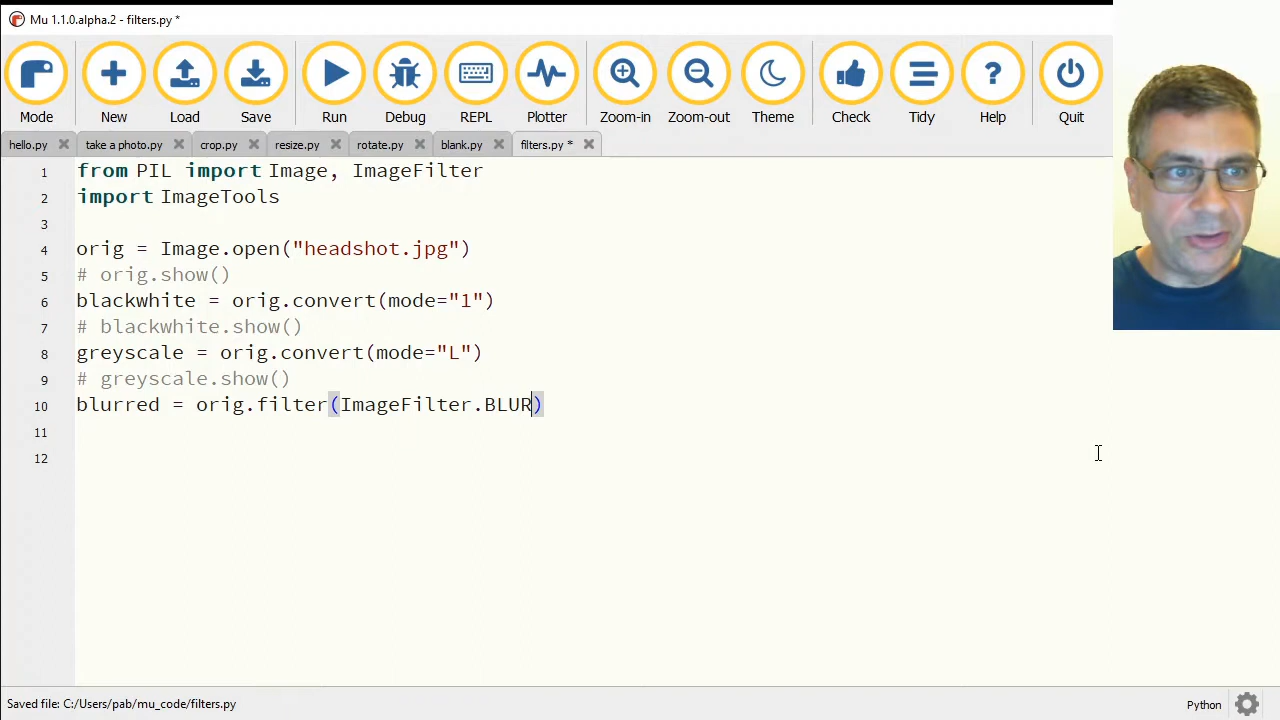 Mu 1.1.0.alpha.2 - filters.py *
Mode New Load Save Run Debug REPL Plotter Zoom-in Zoom-out Theme Check Tidy Help Quit
hello.py take a photo.py crop.py resize.py rotate.py blank.py filters.py *
1 from PIL import Image, ImageFilter
2 import ImageTools
3
4 orig = Image.open("headshot.jpg")
5 # orig.show()
6 blackwhite = orig.convert(mode="1")
7 # blackwhite.show()
8 greyscale = orig.convert(mode="L")
9 # greyscale.show()
10 blurred = orig.filter(ImageFilter.BLUR)
11
12
Saved file: C:/Users/pab/mu_code/filters.py Python